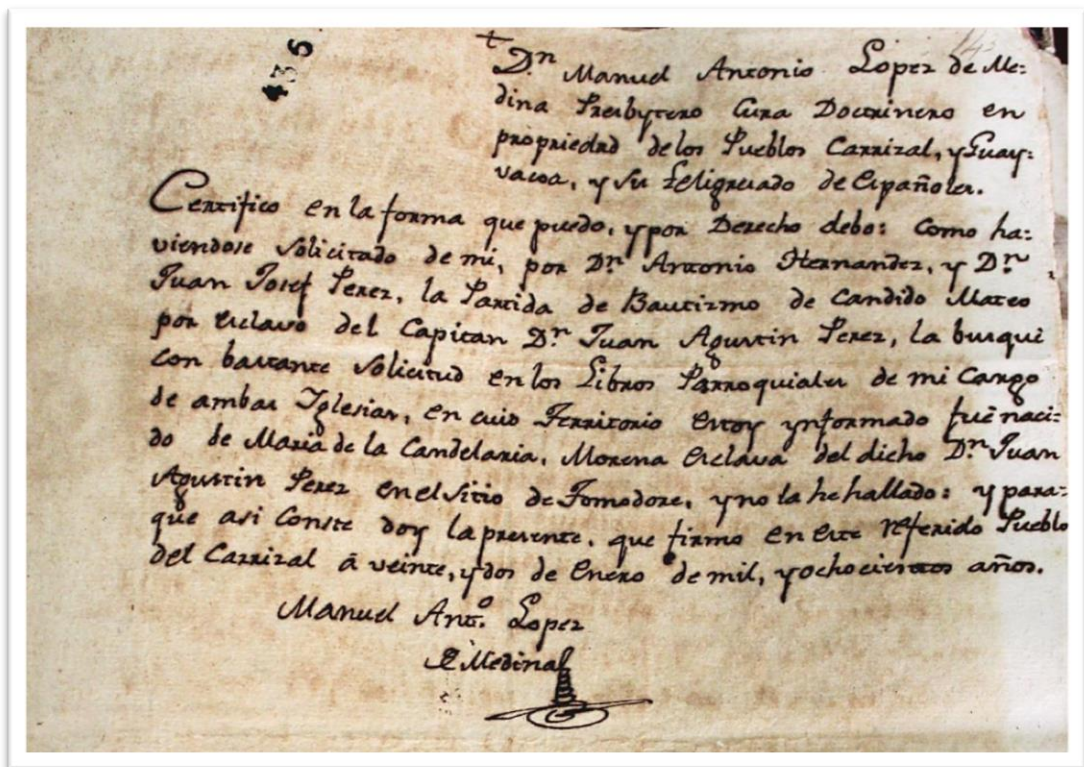 436
14
+
Dn Manuel Antonio Lopez de Me:
dina Presbytero Cura Doctrinero en
propriedad de los Pueblos Carrizal, y Guay:
vacoa, y su feligresado de Españoles.
Certifico en la forma que puedo, y por Derecho debo: Como ha:
viendose solicitado de mi, por Dn Antonio Hernandez, y Dn
Juan Josef Perez, la Partida de Bautizmo de Candido Mateo
por esclavo del Capitan Dn Juan Agustin Perez, la busquè
con bastante solicitud en los Libros Parroquiales de mi Cargo
de ambas Yglesias, en cuio Territorio estoy ynformado fuè naci:
do de Maria de la Candelaria, Morena esclava del dicho Dn Juan
Agustin Perez en el sitio de Tomodore, y no la he hallado: y para:
que asi Conste doy la presente, que firmo en este referido Pueblo
del Carrizal â veinte, y dos de Enero de mil, y ochocientos años.
Manuel Anto. Lopez
de Medina